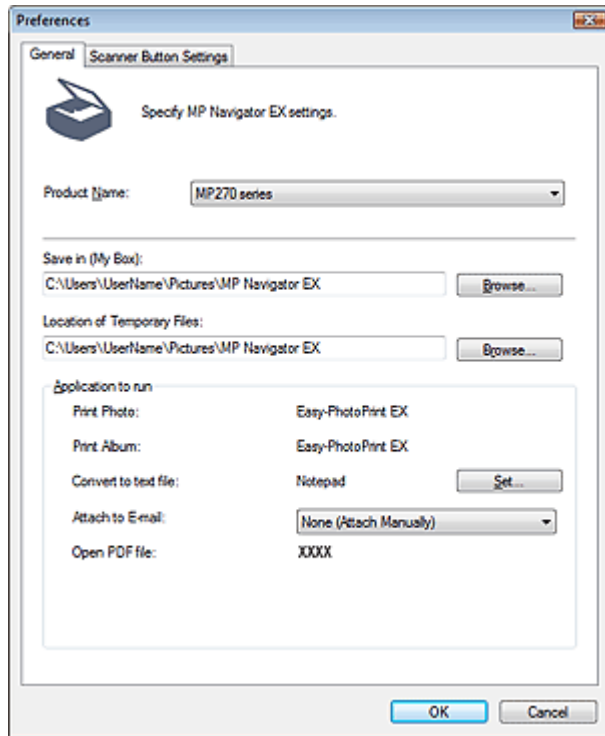 Preferences
General Scanner Button Settings
Specify MP Navigator EX settings.
Product Name: MP270 series
Save in (My Box):
C:\Users\UserName\Pictures\MP Navigator EX Browse...
Location of Temporary Files:
C:\Users\UserName\Pictures\MP Navigator EX Browse...
Application to run
Print Photo: Easy-PhotoPrint EX
Print Album: Easy-PhotoPrint EX
Convert to text file: Notepad Set...
Attach to E-mail: None (Attach Manually)
Open PDF file: XXXX
OK Cancel